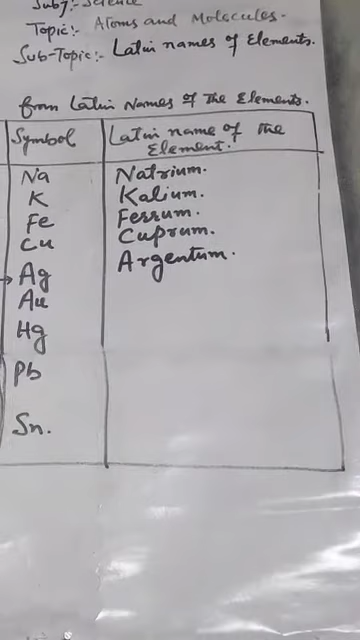 Sub7:- Science
Topic:- Atoms and Molecules.
Sub-Topic:- Latin names of Elements.
from Latin Names of The Elements.
Symbol
Latin name of the Element.
Na Natrium.
K Kalium.
Fe Ferrum.
Cu Cuprum.
Ag Argentum.
Au
Hg
Pb
Sn.